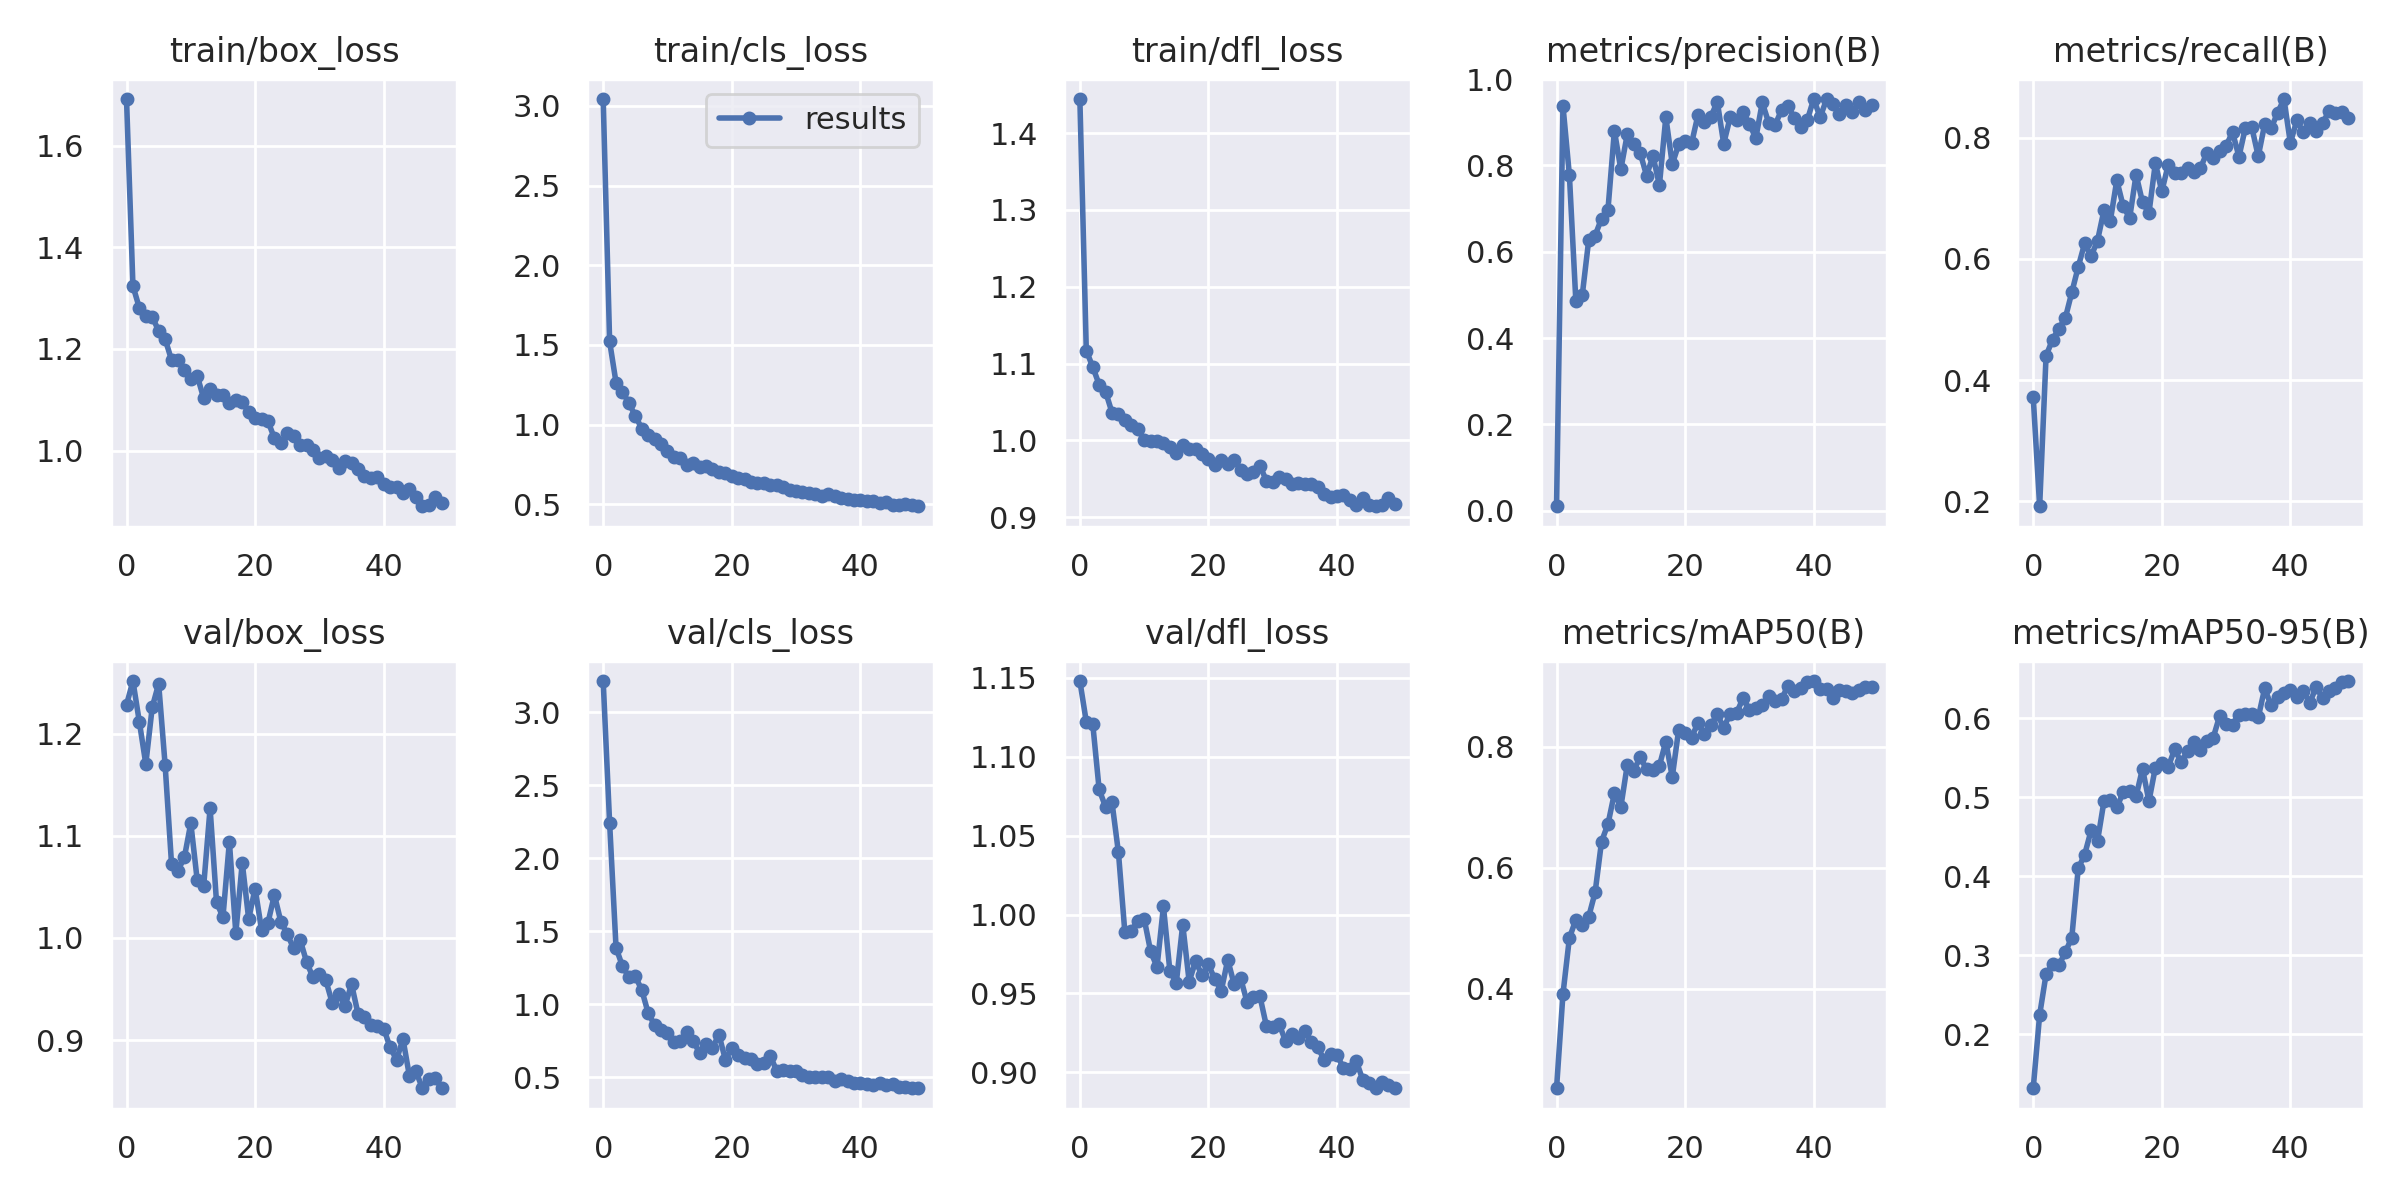 train/box_loss
1.6
1.4
1.2
1.0
0 20 40
train/cls_loss
results
3.0
2.5
2.0
1.5
1.0
0.5
0 20 40
train/dfl_loss
1.4
1.3
1.2
1.1
1.0
0.9
0 20 40
metrics/precision(B)
1.0
0.8
0.6
0.4
0.2
0.0
0 20 40
metrics/recall(B)
0.8
0.6
0.4
0.2
0 20 40
val/box_loss
1.2
1.1
1.0
0.9
0 20 40
val/cls_loss
3.0
2.5
2.0
1.5
1.0
0.5
0 20 40
val/dfl_loss
1.15
1.10
1.05
1.00
0.95
0.90
0 20 40
metrics/mAP50(B)
0.8
0.6
0.4
0 20 40
metrics/mAP50-95(B)
0.6
0.5
0.4
0.3
0.2
0 20 40